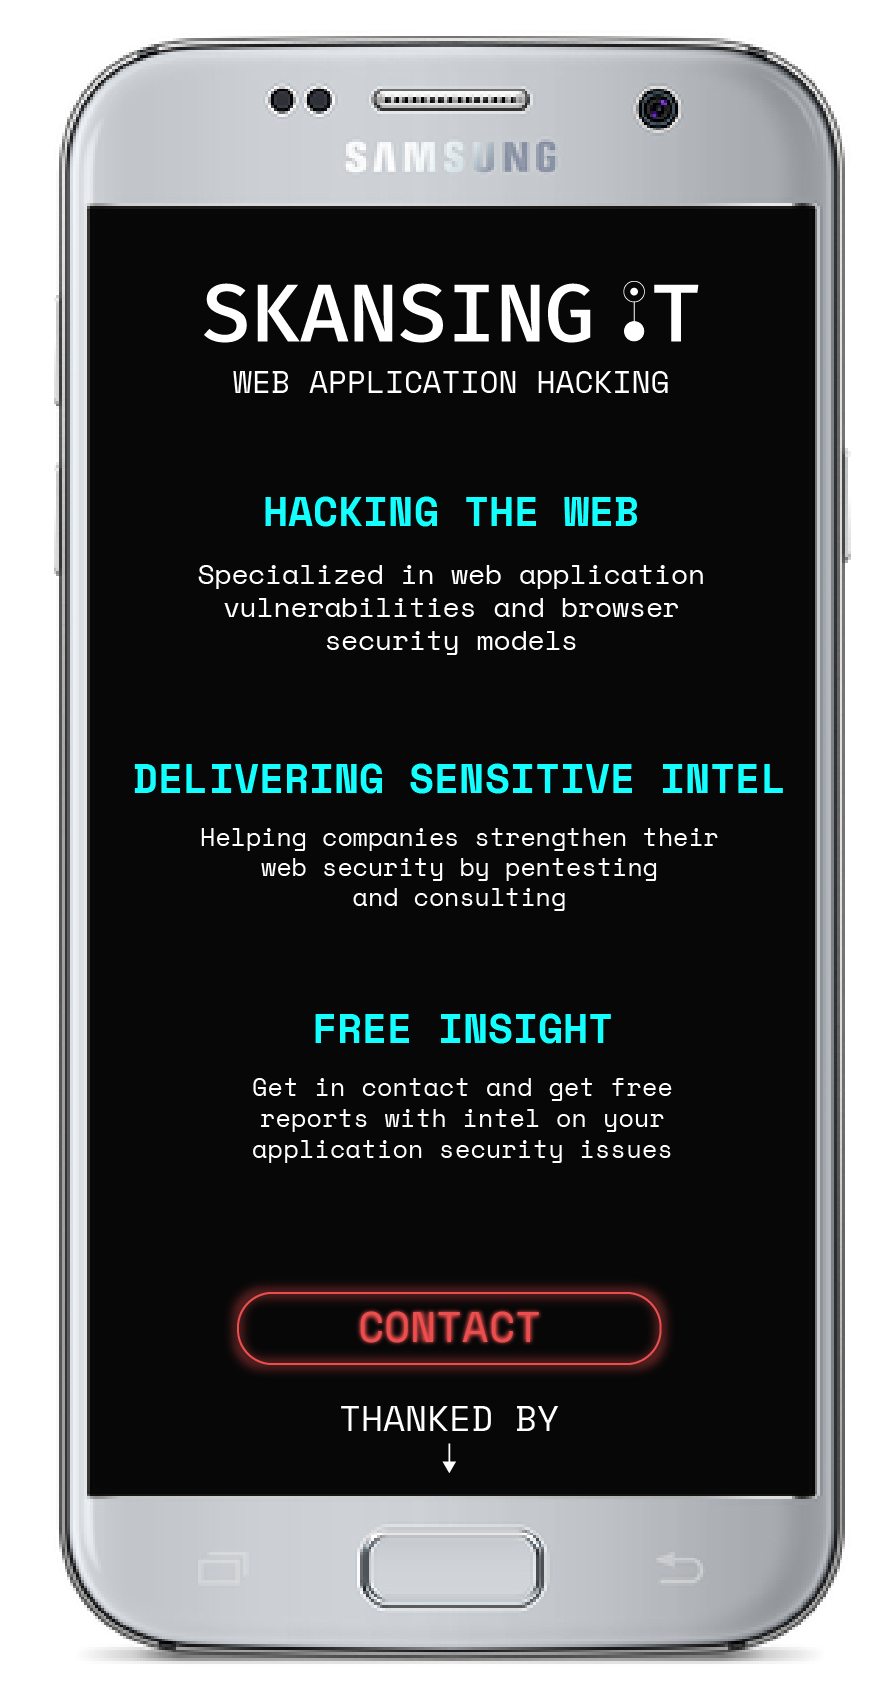 SAMSUNG
SKANSING IT
WEB APPLICATION HACKING
HACKING THE WEB
Specialized in web application
vulnerabilities and browser
security models
DELIVERING SENSITIVE INTEL
Helping companies strengthen their
web security by pentesting
and consulting
FREE INSIGHT
Get in contact and get free
reports with intel on your
application security issues
CONTACT
THANKED BY